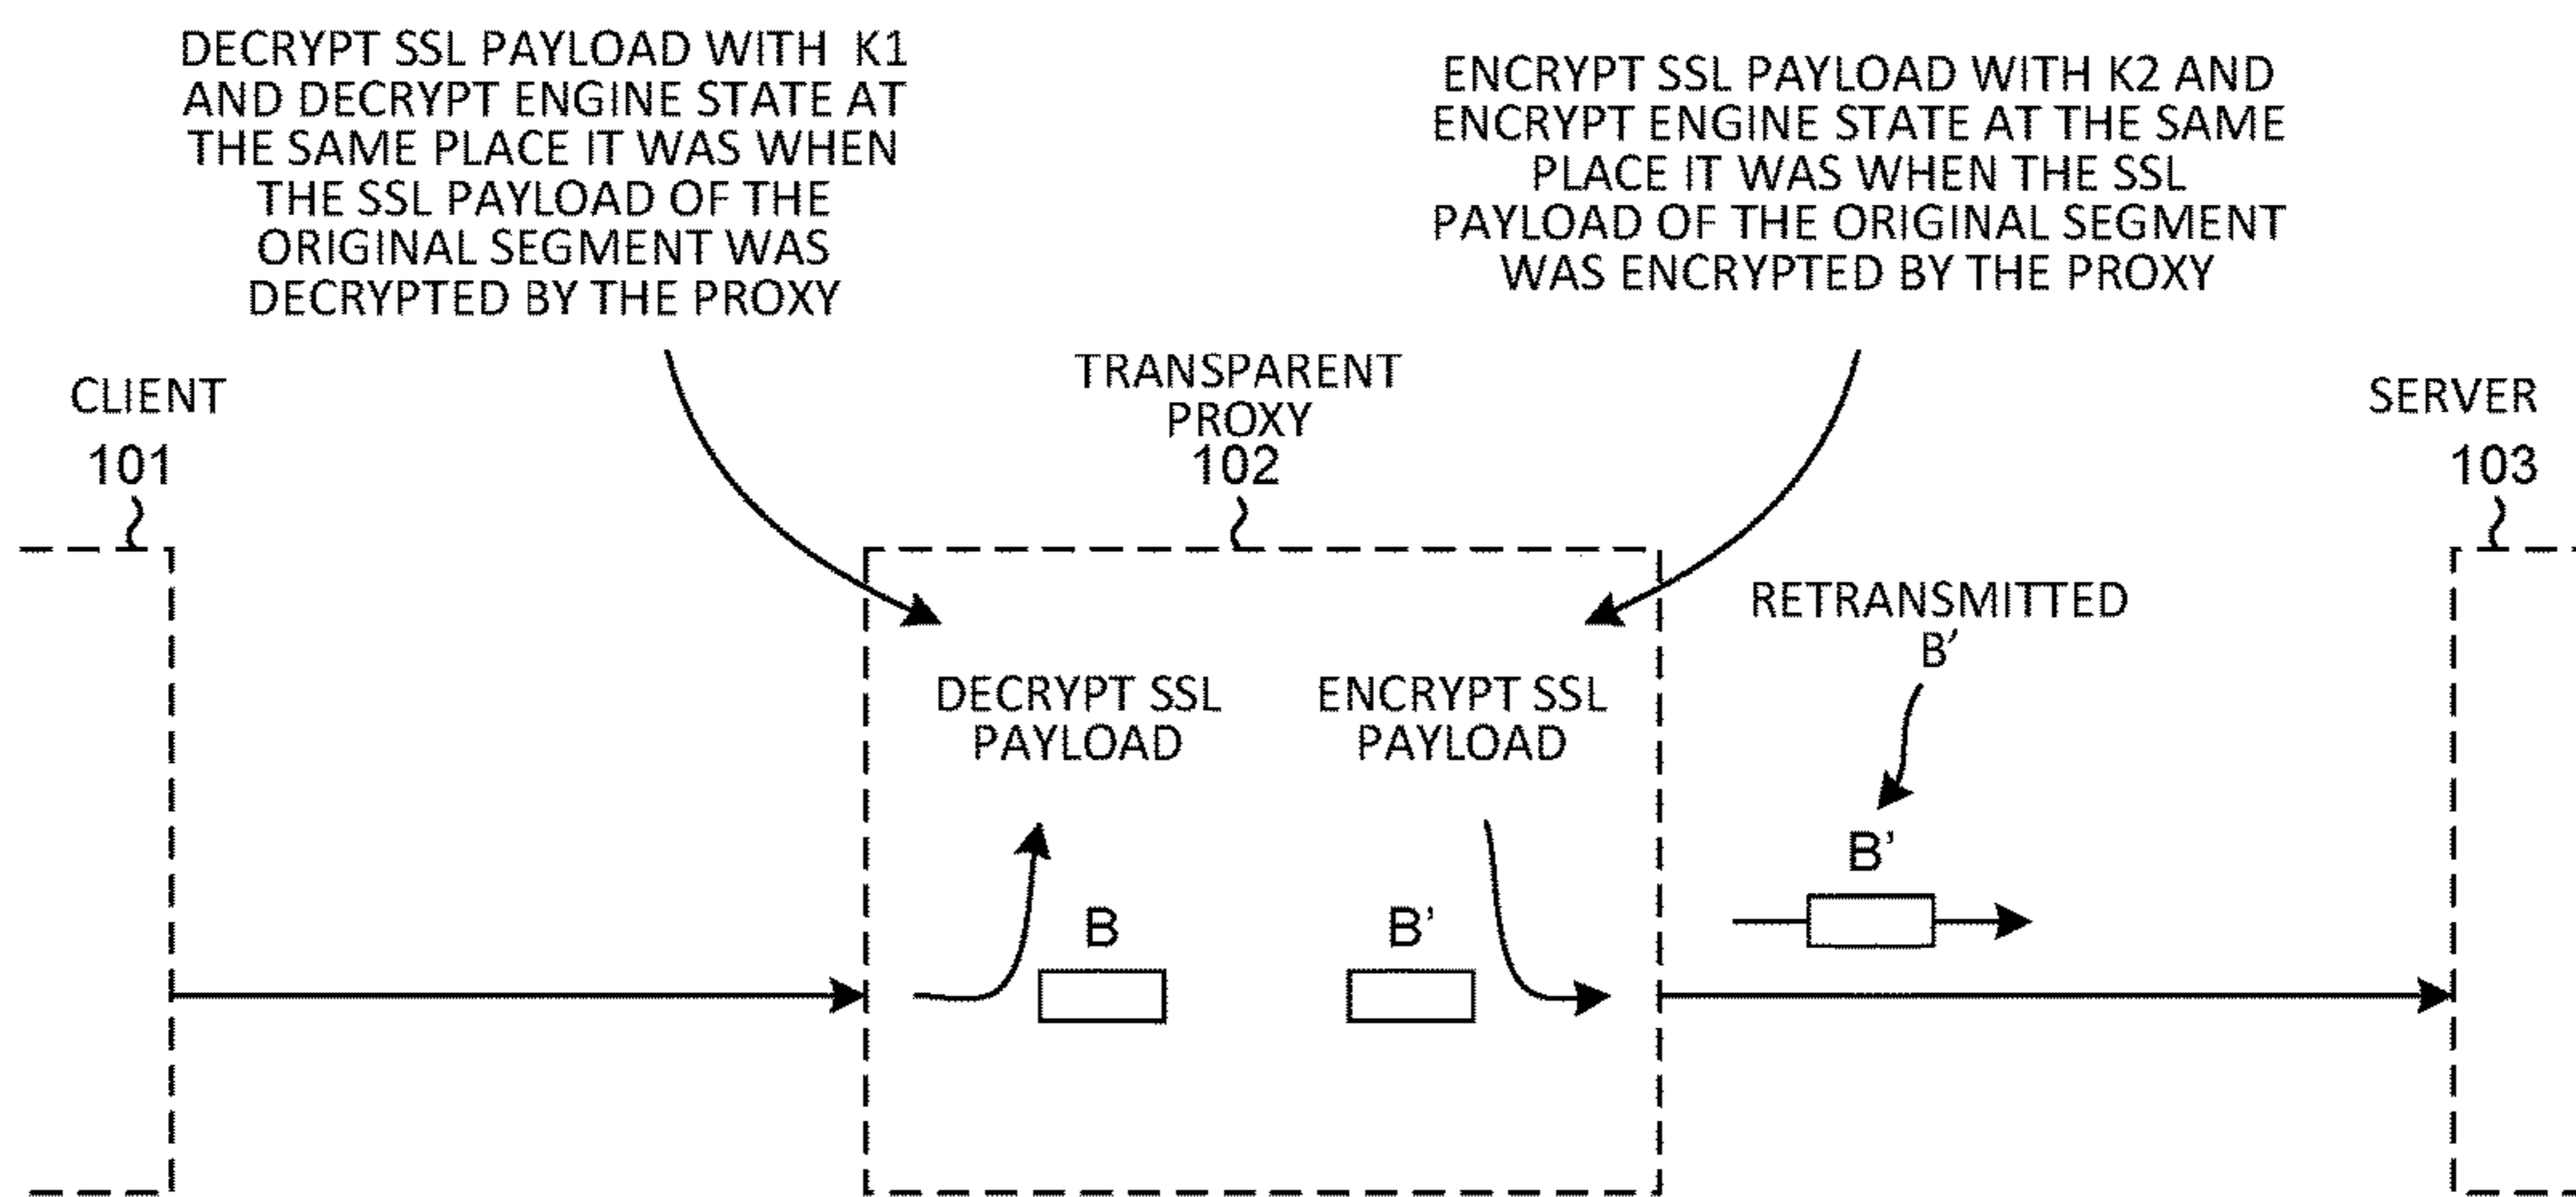 DECRYPT SSL PAYLOAD WITH K1
AND DECRYPT ENGINE STATE AT
THE SAME PLACE IT WAS WHEN
THE SSL PAYLOAD OF THE
ORIGINAL SEGMENT WAS
DECRYPTED BY THE PROXY
ENCRYPT SSL PAYLOAD WITH K2 AND
ENCRYPT ENGINE STATE AT THE SAME
PLACE IT WAS WHEN THE SSL
PAYLOAD OF THE ORIGINAL SEGMENT
WAS ENCRYPTED BY THE PROXY
CLIENT
101
TRANSPARENT
PROXY
102
SERVER
103
RETRANSMITTED
B'
DECRYPT SSL
PAYLOAD
ENCRYPT SSL
PAYLOAD
B
B'
B'